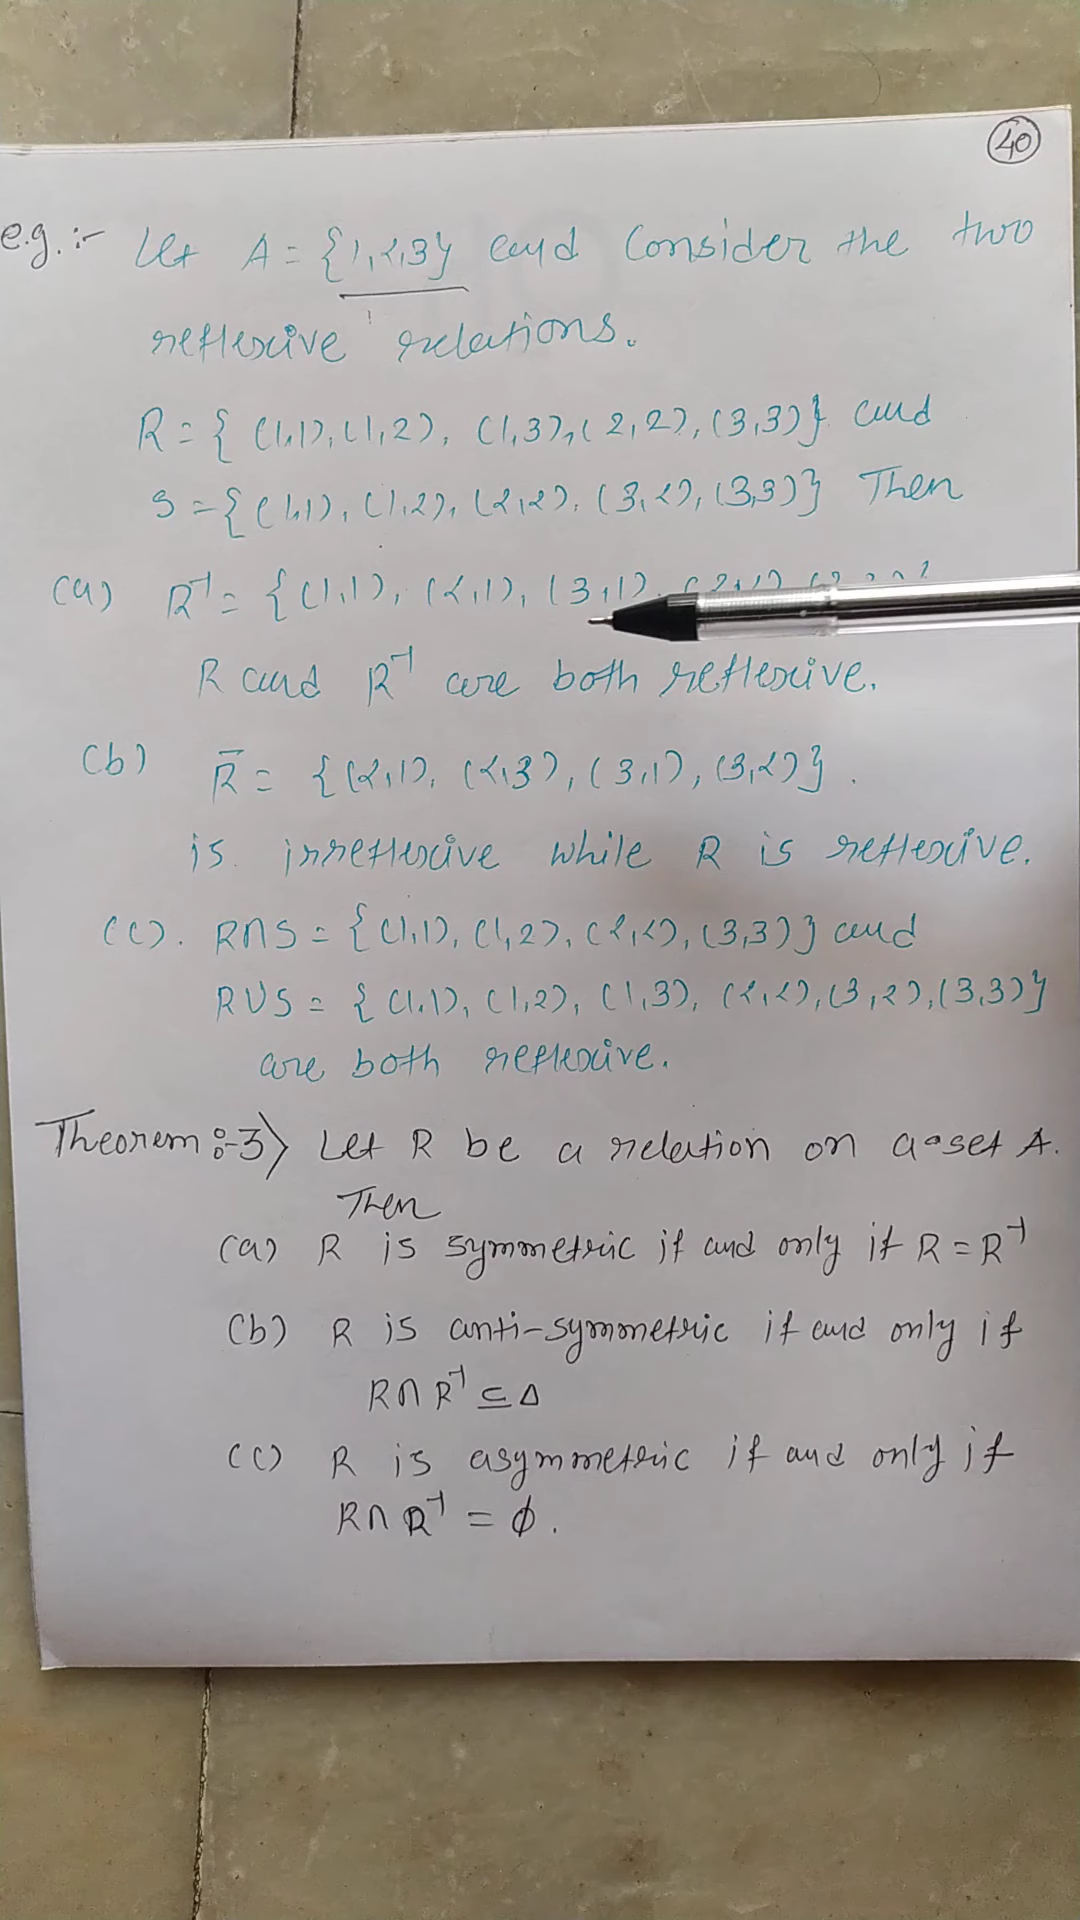 40
e.g. :- Let A = {1,2,3} and Consider the two
reflexive relations.
R = { (1,1), (1,2), (1,3), (2,2), (3,3)} and
S = { (1,1), (1,2), (2,2), (3,2), (3,3)} Then
(a) R⁻¹ = { (1,1), (2,1), (3,1),
R and R⁻¹ are both reflexive.
(b) R̄ = {(2,1), (2,3), (3,1), (3,2)}.
is irreflexive while R is reflexive.
(c). R∩S = { (1,1), (1,2), (2,2), (3,3)} and
R∪S = { (1,1), (1,2), (1,3), (2,2), (3,2), (3,3)}
are both reflexive.
Theorem :-3) Let R be a relation on a set A.
Then
(a) R is symmetric if and only if R = R⁻¹
(b) R is anti-symmetric if and only if
R∩R⁻¹ ⊆ Δ
(c) R is asymmetric if and only if
R∩R⁻¹ = ϕ.